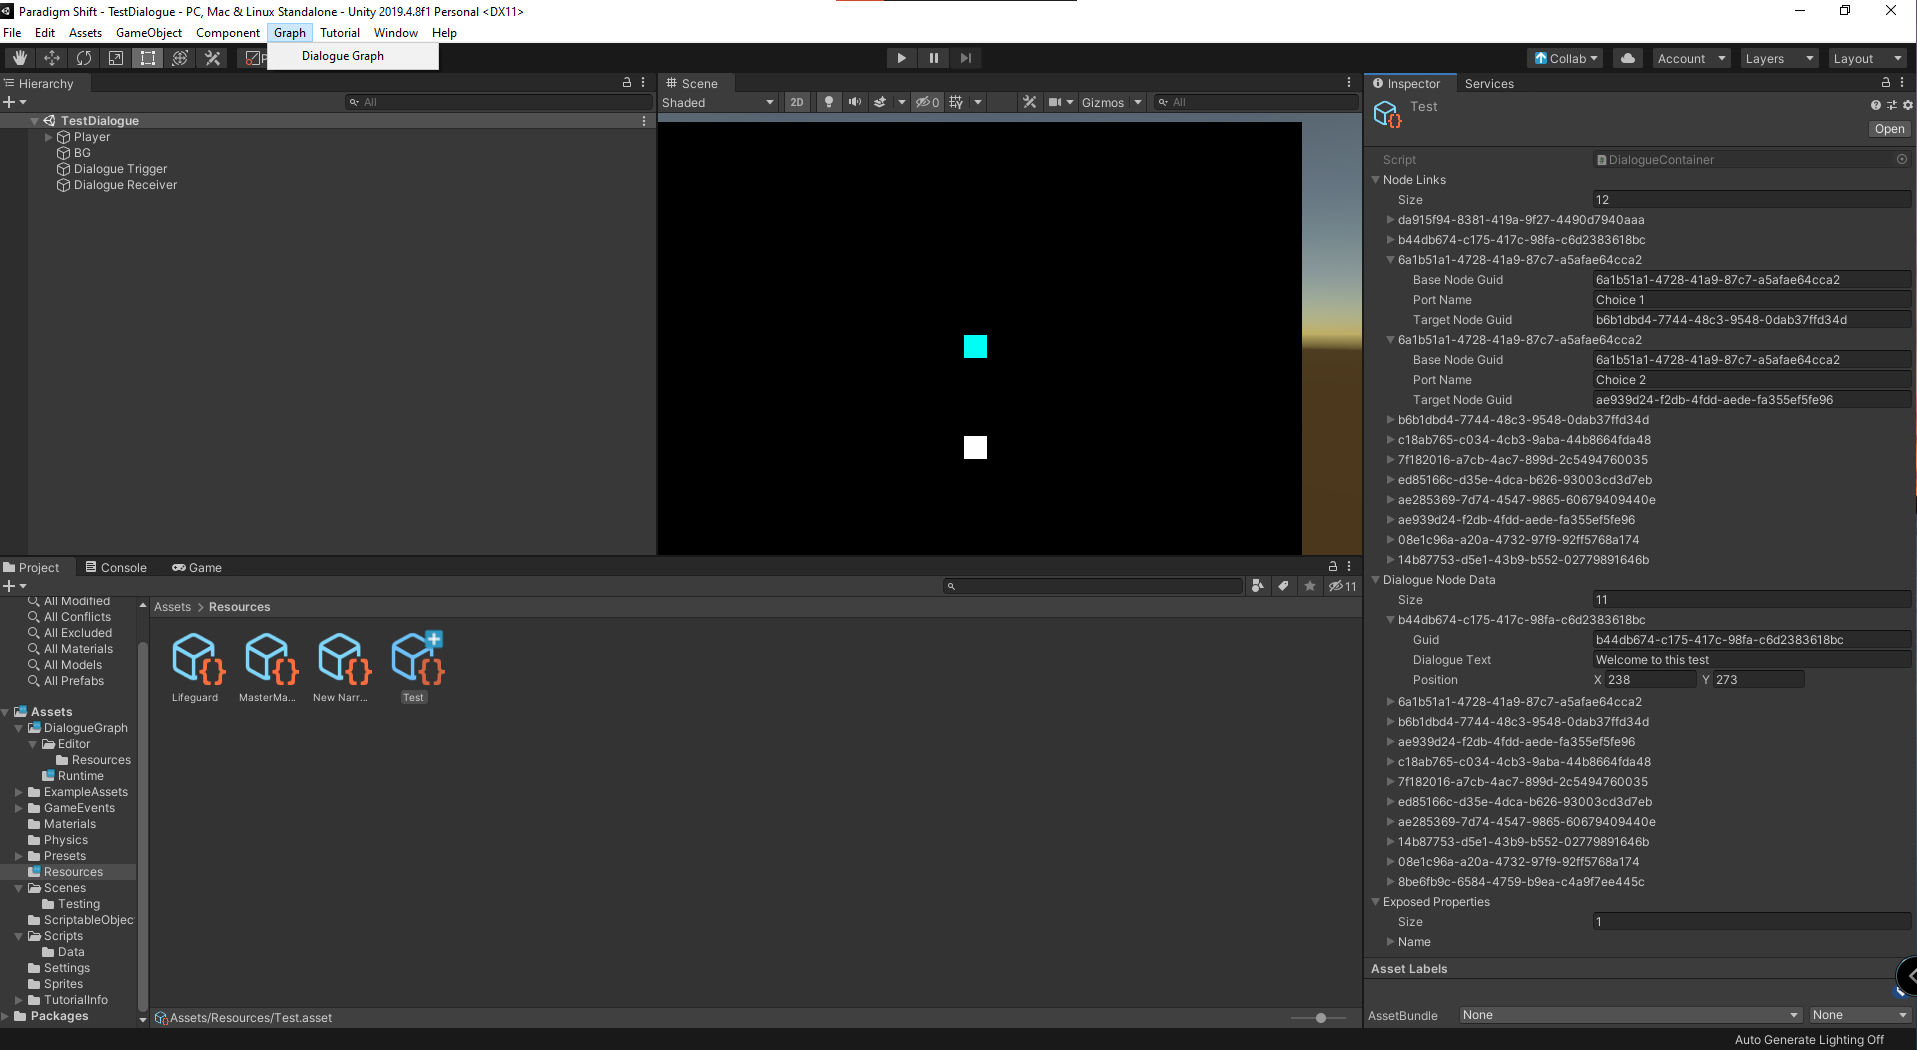 Paradigm Shift - TestDialogue - PC, Mac & Linux Standalone - Unity 2019.4.8f1 Personal <DX11>
File Edit Assets GameObject Component Graph Tutorial Window Help
Dialogue Graph
Collab Account Layers Layout
Hierarchy
All
TestDialogue
Player
BG
Dialogue Trigger
Dialogue Receiver
Scene
Shaded 2D 0 Gizmos All
Inspector Services
Test
Open
Script DialogueContainer
Node Links
Size 12
da915f94-8381-419a-9f27-4490d7940aaa
b44db674-c175-417c-98fa-c6d2383618bc
6a1b51a1-4728-41a9-87c7-a5afae64cca2
Base Node Guid 6a1b51a1-4728-41a9-87c7-a5afae64cca2
Port Name Choice 1
Target Node Guid b6b1dbd4-7744-48c3-9548-0dab37ffd34d
6a1b51a1-4728-41a9-87c7-a5afae64cca2
Base Node Guid 6a1b51a1-4728-41a9-87c7-a5afae64cca2
Port Name Choice 2
Target Node Guid ae939d24-f2db-4fdd-aede-fa355ef5fe96
b6b1dbd4-7744-48c3-9548-0dab37ffd34d
c18ab765-c034-4cb3-9aba-44b8664fda48
7f182016-a7cb-4ac7-899d-2c5494760035
ed85166c-d35e-4dca-b626-93003cd3d7eb
ae285369-7d74-4547-9865-60679409440e
ae939d24-f2db-4fdd-aede-fa355ef5fe96
08e1c96a-a20a-4732-97f9-92ff5768a174
14b87753-d5e1-43b9-b552-02779891646b
Dialogue Node Data
Size 11
b44db674-c175-417c-98fa-c6d2383618bc
Guid b44db674-c175-417c-98fa-c6d2383618bc
Dialogue Text Welcome to this test
Position X 238 Y 273
6a1b51a1-4728-41a9-87c7-a5afae64cca2
b6b1dbd4-7744-48c3-9548-0dab37ffd34d
ae939d24-f2db-4fdd-aede-fa355ef5fe96
c18ab765-c034-4cb3-9aba-44b8664fda48
7f182016-a7cb-4ac7-899d-2c5494760035
ed85166c-d35e-4dca-b626-93003cd3d7eb
ae285369-7d74-4547-9865-60679409440e
14b87753-d5e1-43b9-b552-02779891646b
08e1c96a-a20a-4732-97f9-92ff5768a174
8be6fb9c-6584-4759-b9ea-c4a9f7ee445c
Exposed Properties
Size 1
Name
Asset Labels
AssetBundle None None
Project Console Game
11
All Modified
All Conflicts
All Excluded
All Materials
All Models
All Prefabs
Assets
DialogueGraph
Editor
Resources
Runtime
ExampleAssets
GameEvents
Materials
Physics
Presets
Resources
Scenes
Testing
ScriptableObjec
Scripts
Data
Settings
Sprites
TutorialInfo
Packages
Assets > Resources
Lifeguard MasterMa... New Narr... Test
Assets/Resources/Test.asset
Auto Generate Lighting Off